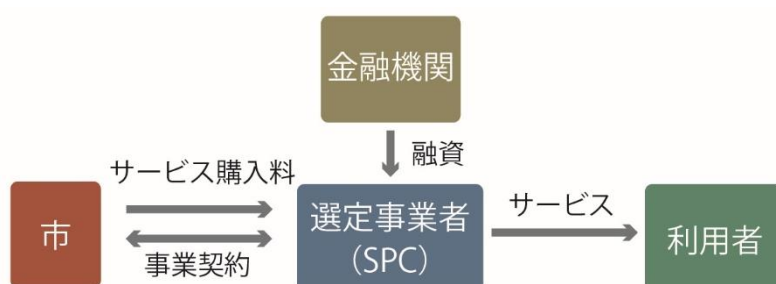 金融機関
融資
サービス購入料
市
事業契約
選定事業者
（SPC）
サービス
利用者